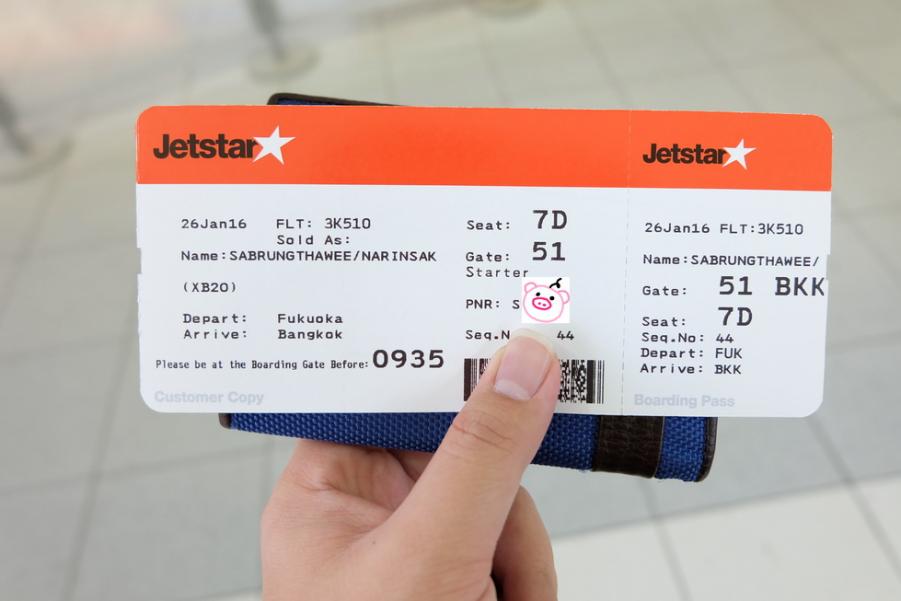 Jetstar
26Jan16 FLT: 3K510
Sold As:
Name:SABRUNGTHAWEE/NARINSAK
(XB20)
Depart: Fukuoka
Arrive: Bangkok
Please be at the Boarding Gate Before:0935
Customer Copy
Seat: 7D
Gate: 51
Starter
PNR: S
Seq.N 44
Jetstar
26Jan16 FLT:3K510
Name:SABRUNGTHAWEE/
Gate: 51 BKK
Seat: 7D
Seq.No: 44
Depart: FUK
Arrive: BKK
Boarding Pass